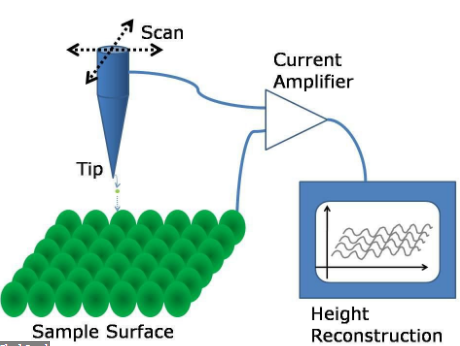 Scan
Current
Amplifier
Tip
Sample Surface
Height
Reconstruction